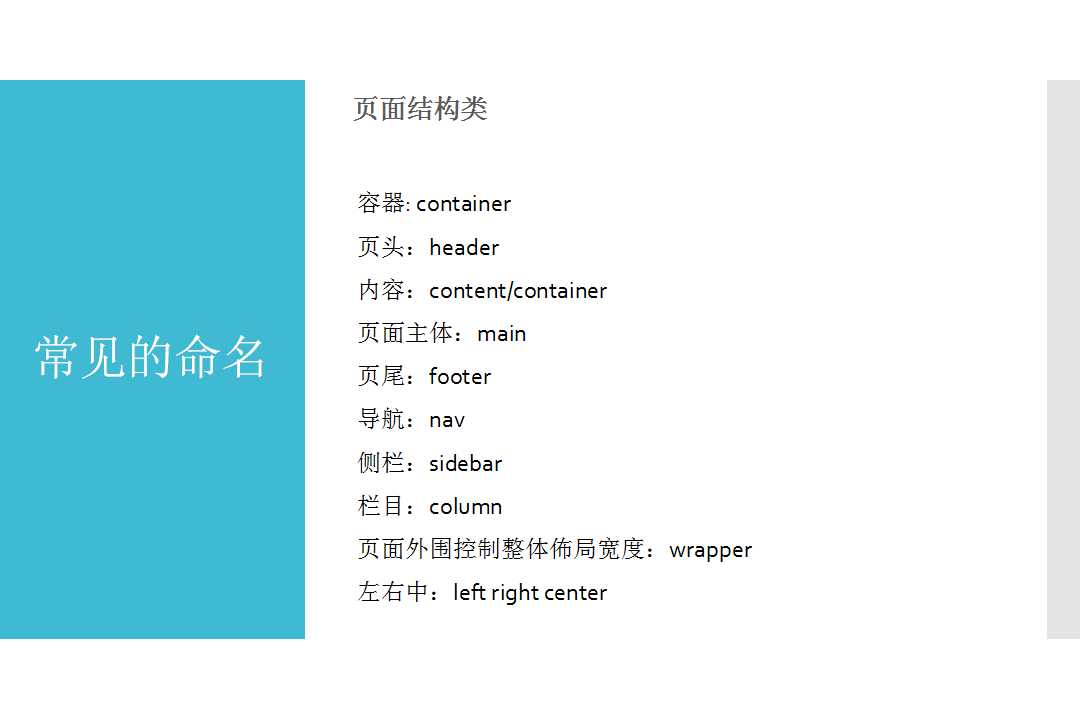 常见的命名
页面结构类
容器: container
页头：header
内容：content/container
页面主体：main
页尾：footer
导航：nav
侧栏：sidebar
栏目：column
页面外围控制整体佈局宽度：wrapper
左右中：left right center